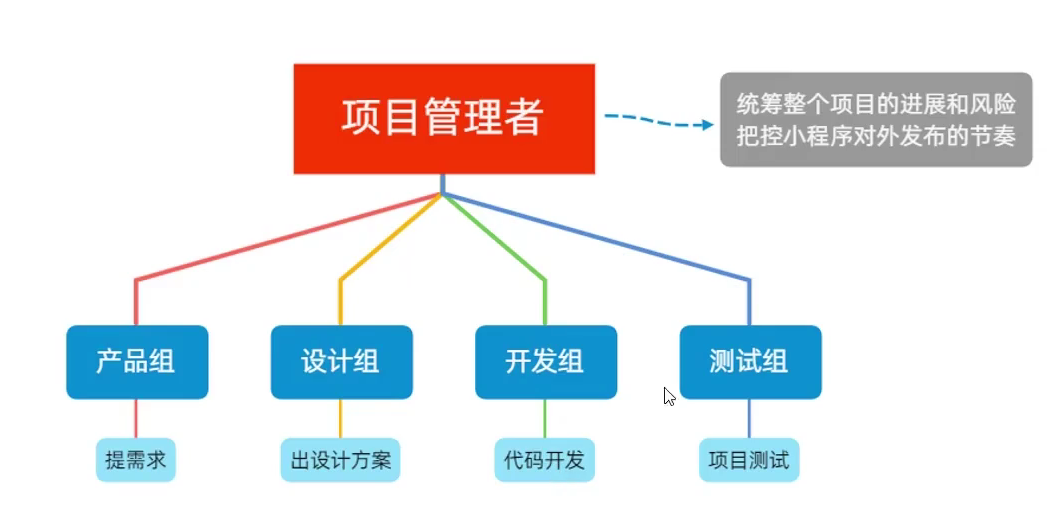 项目管理者
统筹整个项目的进展和风险
把控小程序对外发布的节奏
产品组
设计组
开发组
测试组
提需求
出设计方案
代码开发
项目测试